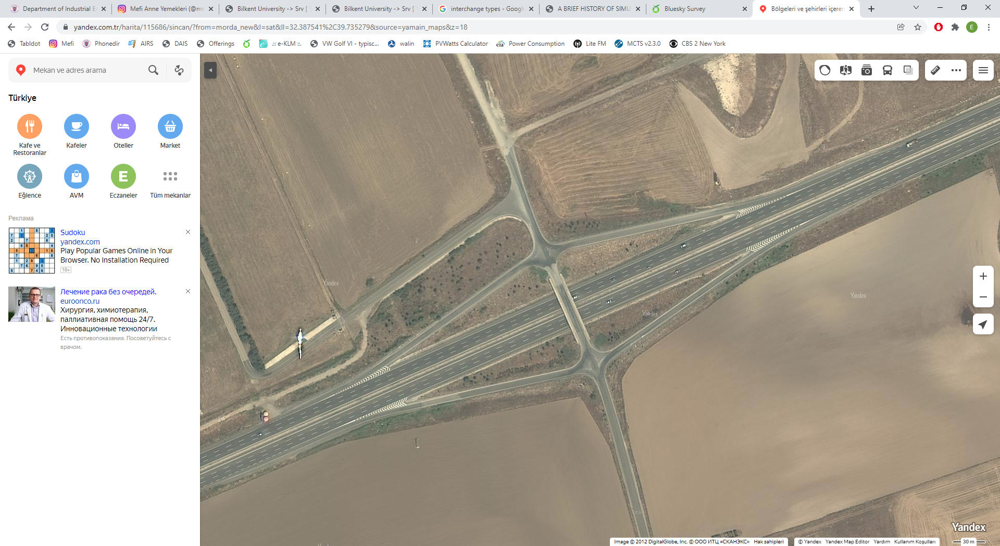 Department of Industrial E
Mefi Anne Yemekleri (@me
Bilkent University -> Srv [
Bilkent University -> Srv [
interchange types - Googl
A BRIEF HISTORY OF SIMU
Bluesky Survey
Bölgeleri ve şehirleri içeren
yandex.com.tr/harita/115686/sincan/?from=morda_new&l=sat&ll=32.387541%2C39.735279&source=yamain_maps&z=18
E
Tabldot
Mefi
Phonedir
AIRS
DAIS
Offerings
.:: e-KLM ::.
VW Golf VI - typisc...
walin
PVWatts Calculator
eia
Power Consumption
Lite FM
MCTS v2.3.0
CBS 2 New York
Mekan ve adres arama
Türkiye
Kafe ve
Restoranlar
Kafeler
Oteller
Market
E
Eğlence
AVM
Eczaneler
Tüm mekanlar
Реклама
Sudoku
yandex.com
Play Popular Games Online in Your
Browser. No Installation Required
18+
Лечение рака без очередей.
euroonco.ru
Хирургия, химиотерапия,
паллиативная помощь 24/7.
Инновационные технологии
Есть противопоказания. Посоветуйтесь с
врачом.
Yandex
Yandex
Yandex
Yandex
Image © 2012 DigitalGlobe, Inc. © ООО ИТЦ «СКАНЭКС»
Hak sahipleri
© Yandex
Yandex Map Editor
Yardım
Kullanım Koşulları
30 m